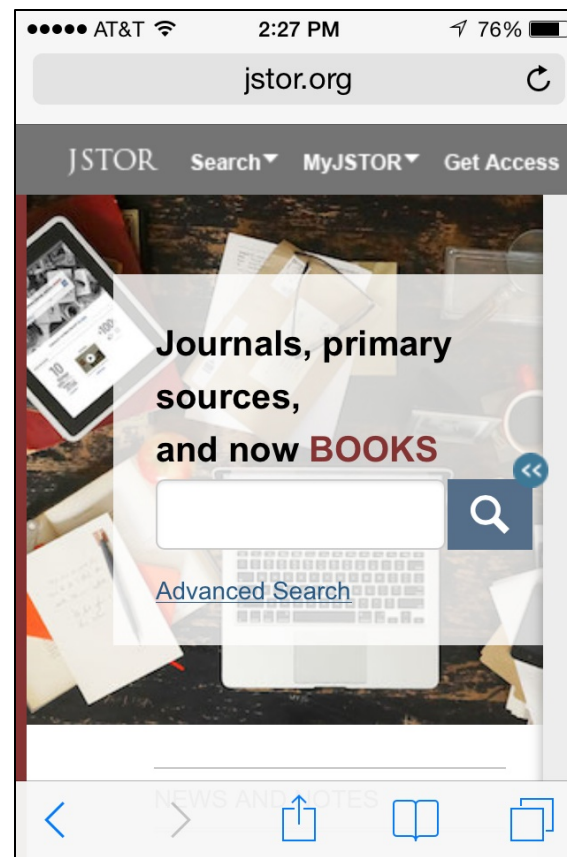 AT&T 2:27 PM 76%
jstor.org
JSTOR Search MyJSTOR Get Access
Journals, primary
sources,
and now BOOKS
<<
Advanced Search
NEWS AND NOTES